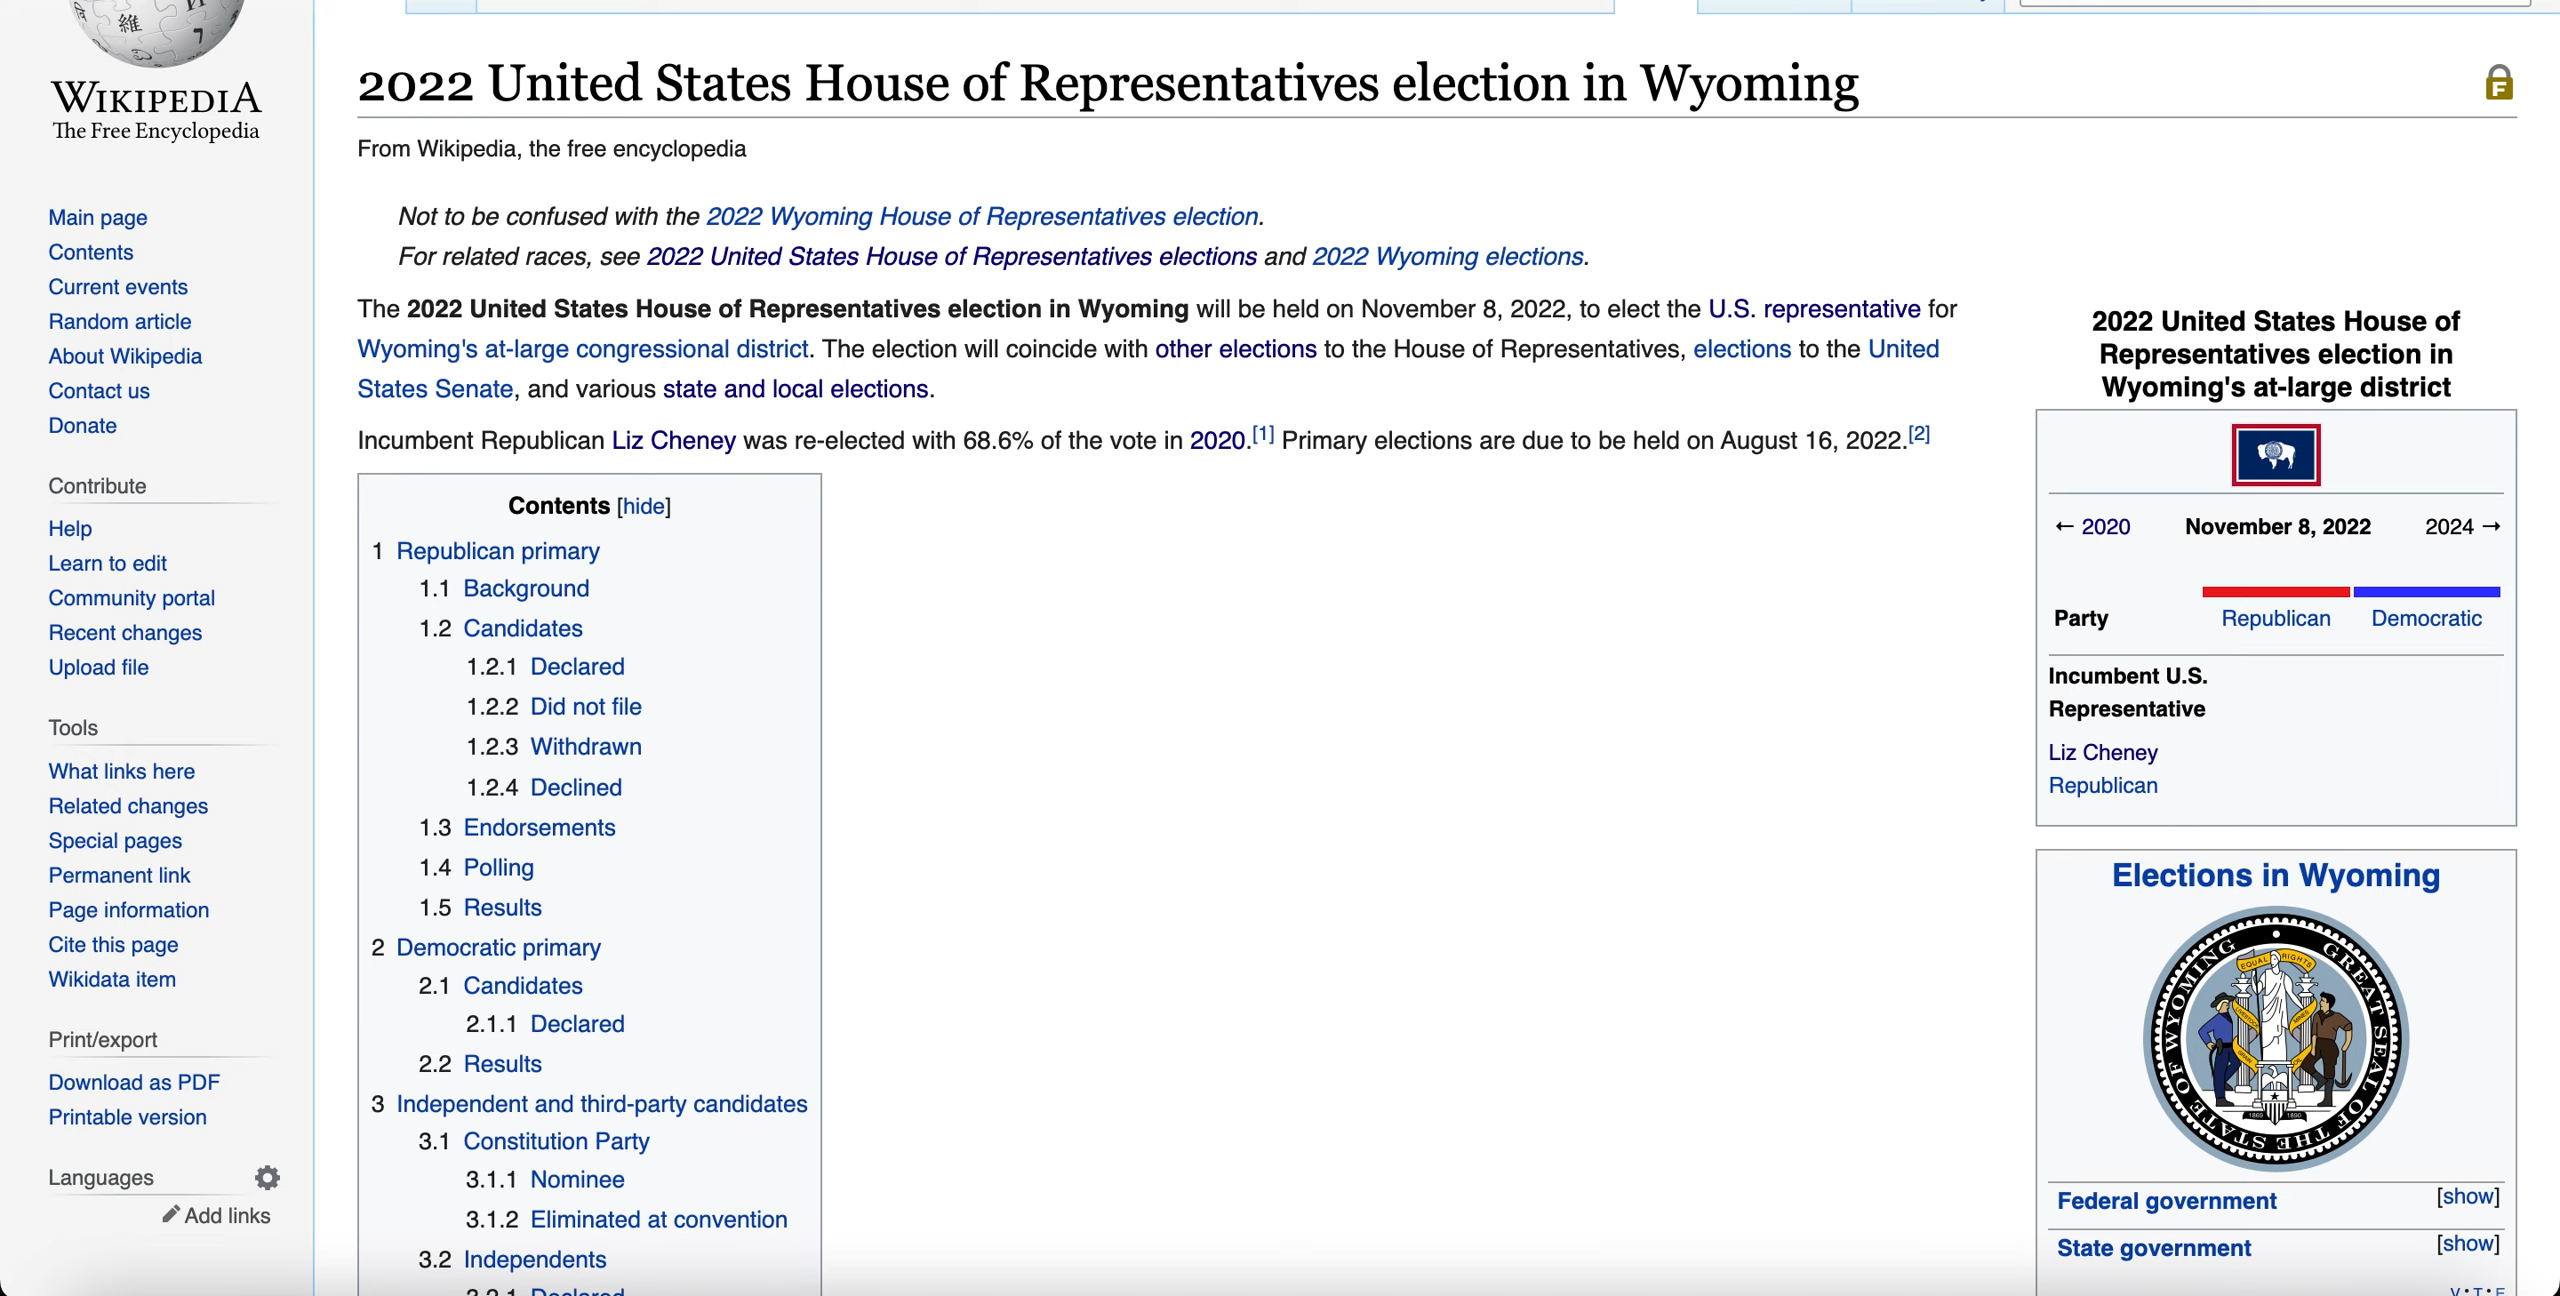 WIKIPEDIA
The Free Encyclopedia
Main page
Contents
Current events
Random article
About Wikipedia
Contact us
Donate
Contribute
Help
Learn to edit
Community portal
Recent changes
Upload file
Tools
What links here
Related changes
Special pages
Permanent link
Page information
Cite this page
Wikidata item
Print/export
Download as PDF
Printable version
Languages
Add links
2022 United States House of Representatives election in Wyoming
From Wikipedia, the free encyclopedia
Not to be confused with the 2022 Wyoming House of Representatives election.
For related races, see 2022 United States House of Representatives elections and 2022 Wyoming elections.
The 2022 United States House of Representatives election in Wyoming will be held on November 8, 2022, to elect the U.S. representative for
Wyoming's at-large congressional district. The election will coincide with other elections to the House of Representatives, elections to the United
States Senate, and various state and local elections.
Incumbent Republican Liz Cheney was re-elected with 68.6% of the vote in 2020.[1] Primary elections are due to be held on August 16, 2022.[2]
Contents [hide]
1 Republican primary
1.1 Background
1.2 Candidates
1.2.1 Declared
1.2.2 Did not file
1.2.3 Withdrawn
1.2.4 Declined
1.3 Endorsements
1.4 Polling
1.5 Results
2 Democratic primary
2.1 Candidates
2.1.1 Declared
2.2 Results
3 Independent and third-party candidates
3.1 Constitution Party
3.1.1 Nominee
3.1.2 Eliminated at convention
3.2 Independents
2022 United States House of
Representatives election in
Wyoming's at-large district
← 2020 November 8, 2022 2024 →
Party Republican Democratic
Incumbent U.S.
Representative
Liz Cheney
Republican
Elections in Wyoming
GREAT SEAL OF THE STATE OF WYOMING
EQUAL RIGHTS
LIVESTOCK
MINES
GRAIN
OIL
1869 1890
Federal government [show]
State government [show]